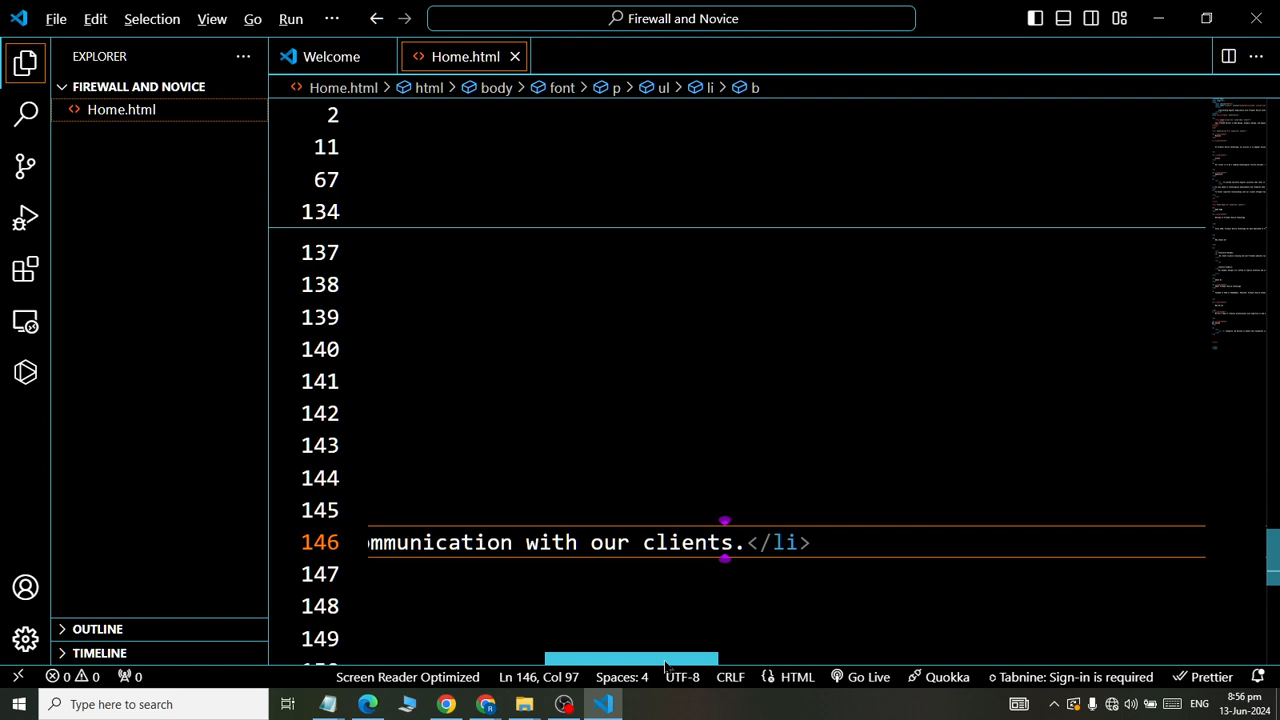 File Edit Selection View Go Run ··· Firewall and Novice
EXPLORER ···
Welcome Home.html
FIREWALL AND NOVICE
Home.html
Home.html > html > body > font > p > ul > li > b
2
11
67
134
137
138
139
140
141
142
143
144
145
146 ommunication with our clients.</li>
147
148
149
OUTLINE
TIMELINE
0 0 0 Screen Reader Optimized Ln 146, Col 97 Spaces: 4 UTF-8 CRLF HTML Go Live Quokka Tabnine: Sign-in is required Prettier
Type here to search
ENG
8:56 pm
13-Jun-2024